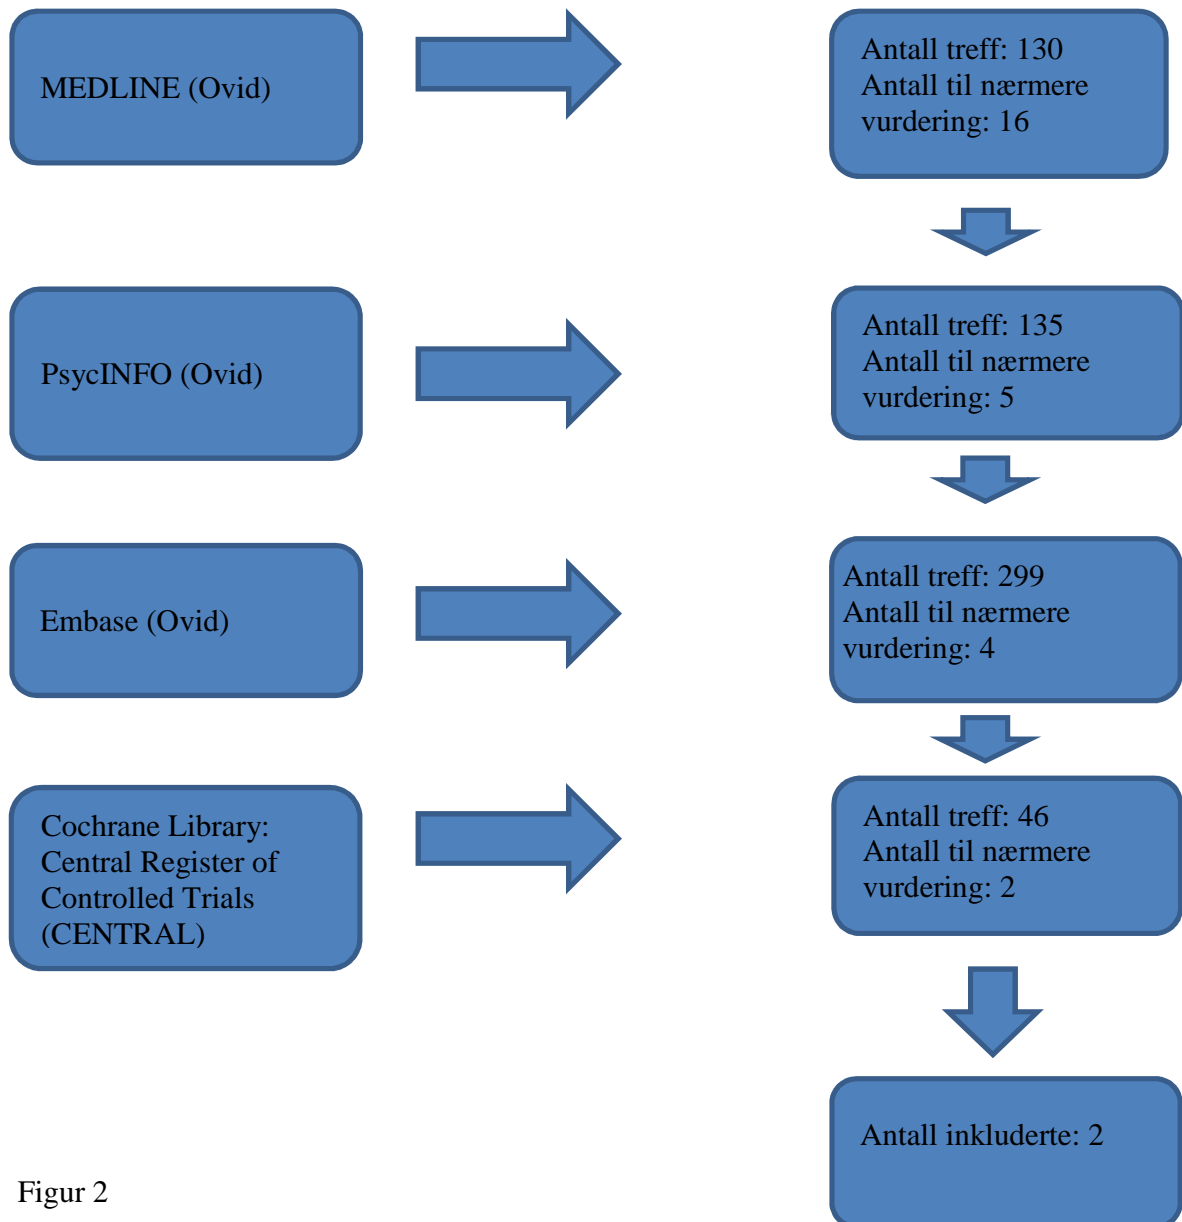 MEDLINE (Ovid)
Antall treff: 130
Antall til nærmere
vurdering: 16
PsycINFO (Ovid)
Antall treff: 135
Antall til nærmere
vurdering: 5
Embase (Ovid)
Antall treff: 299
Antall til nærmere
vurdering: 4
Cochrane Library:
Central Register of
Controlled Trials
(CENTRAL)
Antall treff: 46
Antall til nærmere
vurdering: 2
Antall inkluderte: 2
Figur 2